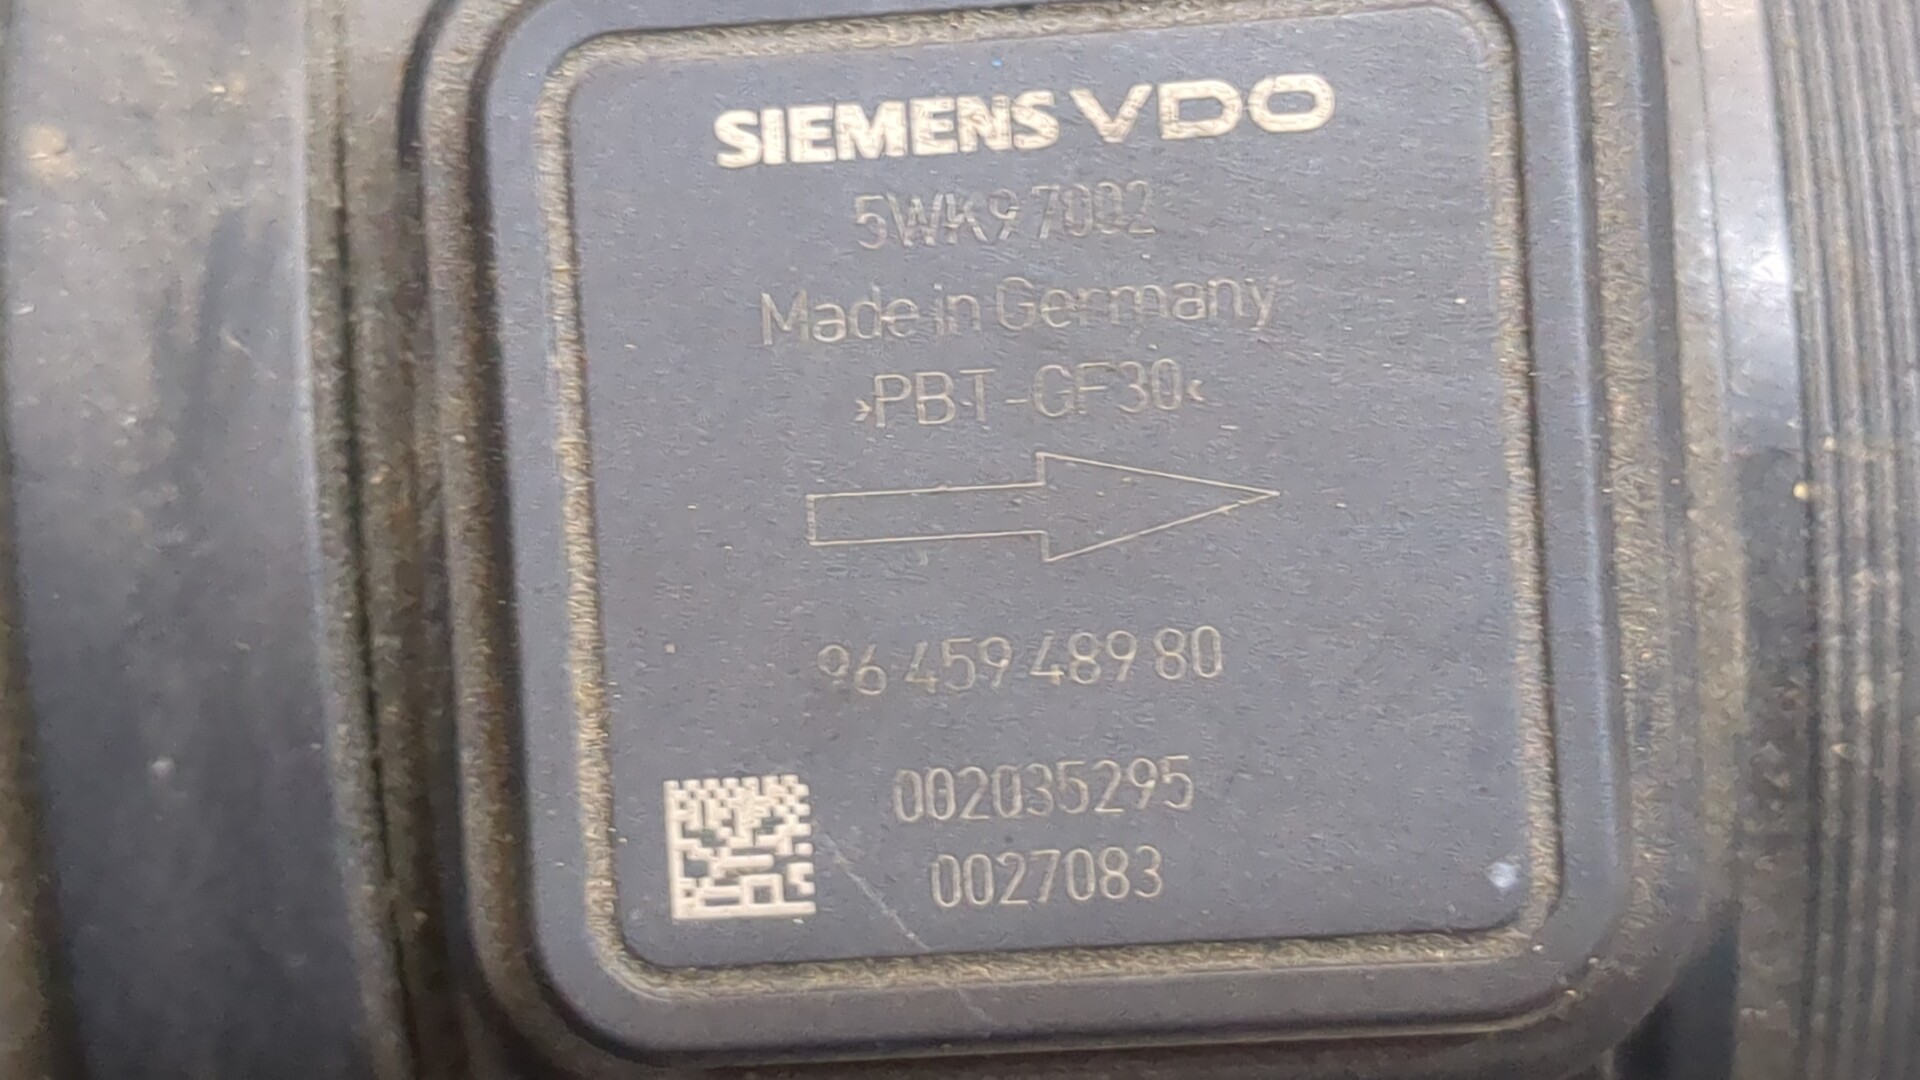 SIEMENS VDO
5WK97002
Made in Germany
>PBT-GF30<
96 459 489 80
002035295
0027083